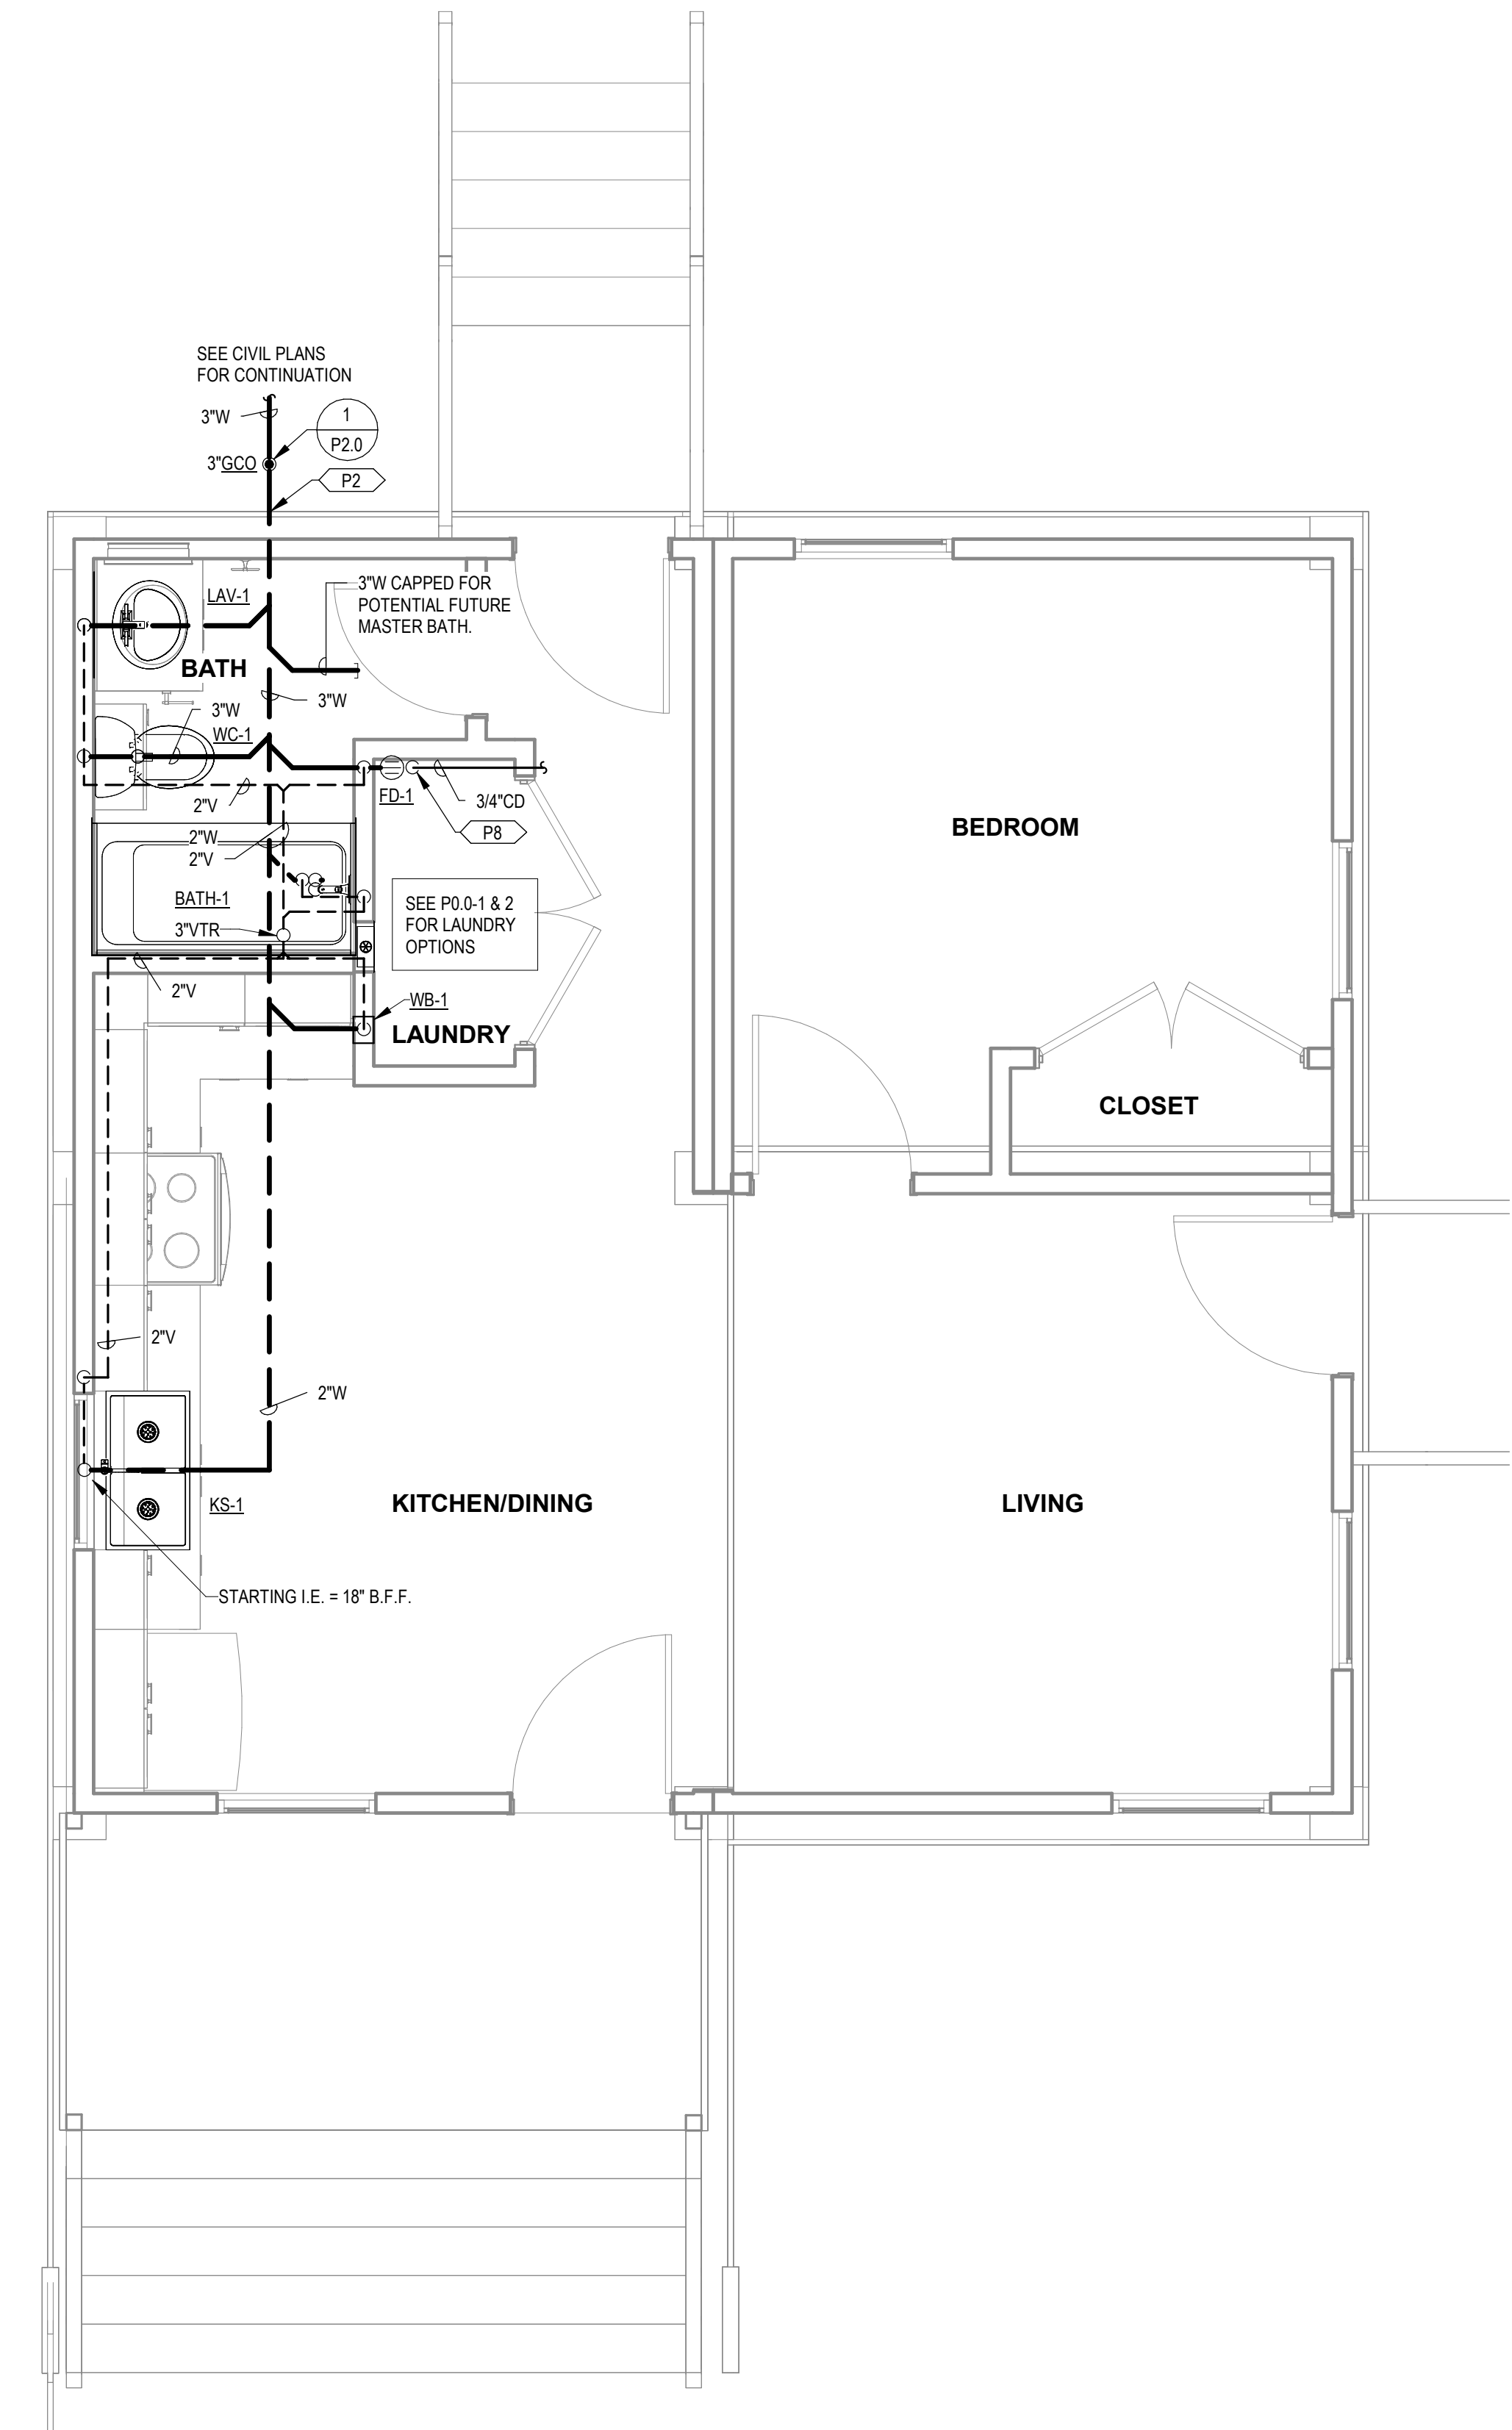 SEE CIVIL PLANS
FOR CONTINUATION
3"W
1
P2.0
3"GCO
P2
LAV-1
3"W CAPPED FOR
POTENTIAL FUTURE
MASTER BATH.
BATH
3"W
3"W
WC-1
2"V
FD-1
3/4"CD
P8
BEDROOM
2"W
2"V
BATH-1
3"VTR
SEE P0.0-1 & 2
FOR LAUNDRY
OPTIONS
2"V
WB-1
LAUNDRY
CLOSET
2"V
2"W
KS-1
KITCHEN/DINING
LIVING
STARTING I.E. = 18" B.F.F.